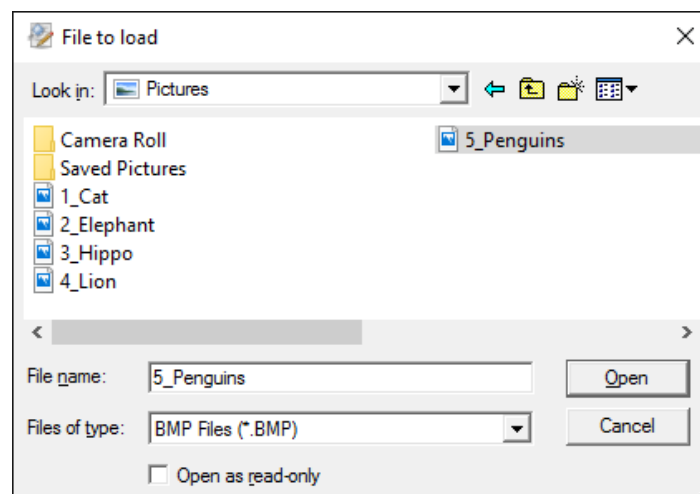 File to load
Look in: Pictures
Camera Roll
Saved Pictures
1_Cat
2_Elephant
3_Hippo
4_Lion
5_Penguins
File name: 5_Penguins Open
Files of type: BMP Files (*.BMP) Cancel
Open as read-only